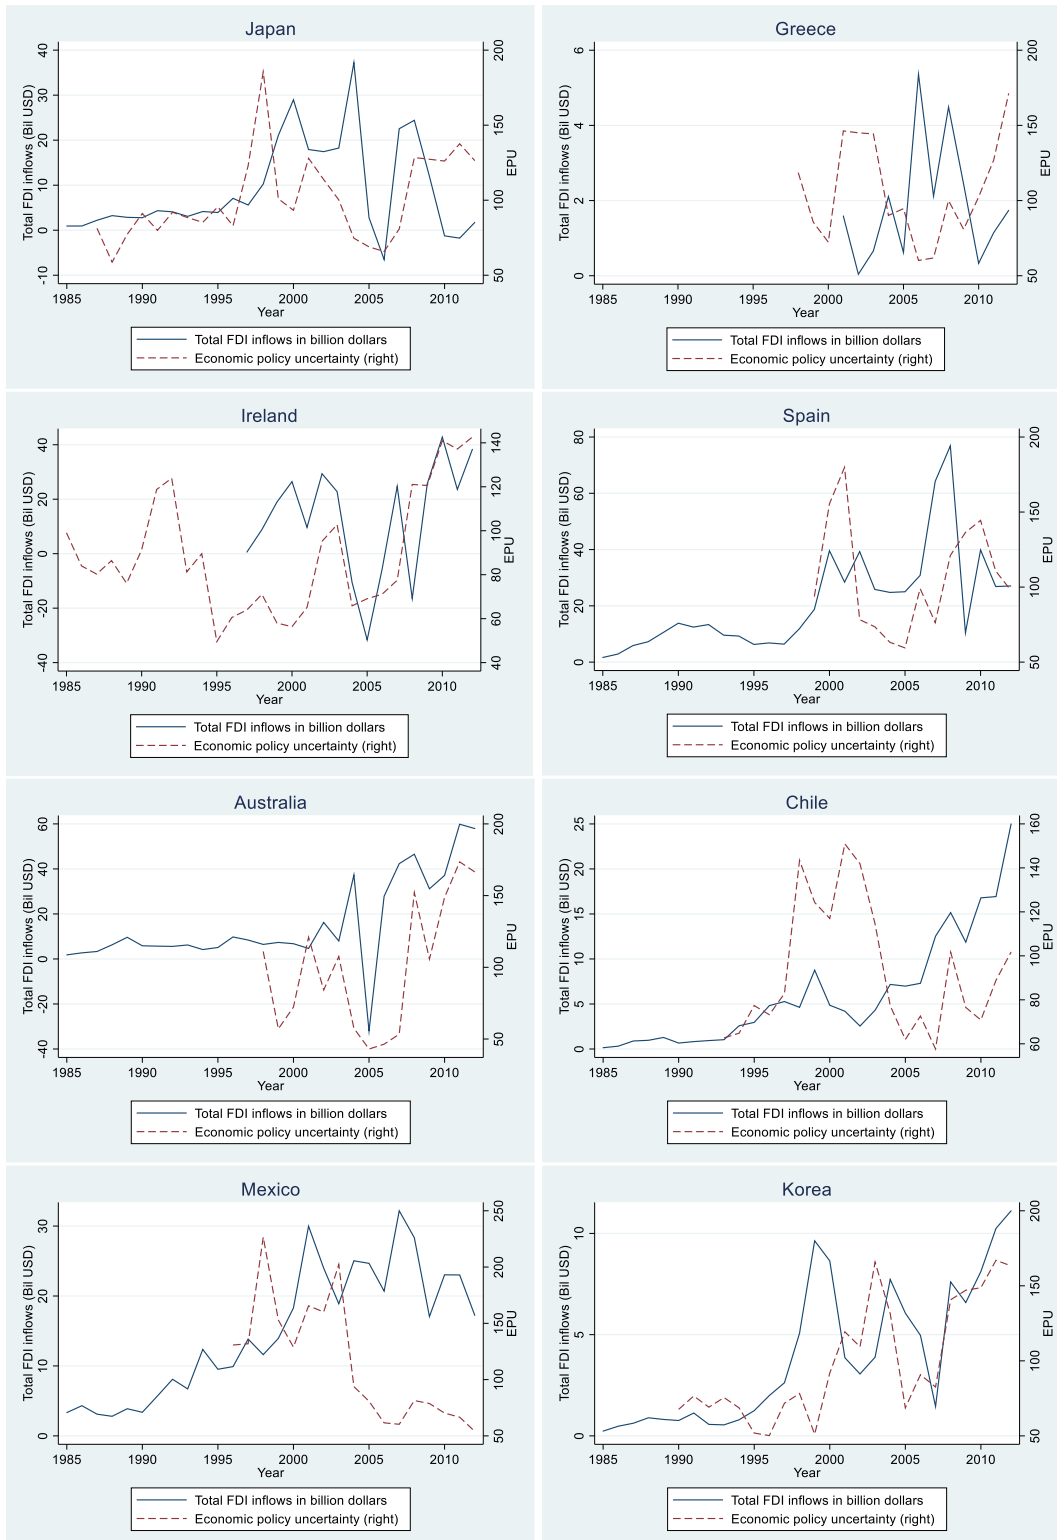 Japan
Total FDI inflows (Bil USD)
40
30
20
10
0
-10
200
150
100
50
EPU
1985 1990 1995 2000 2005 2010
Year
Total FDI inflows in billion dollars
Economic policy uncertainty (right)
Greece
Total FDI inflows (Bil USD)
6
4
2
0
200
150
100
50
EPU
1985 1990 1995 2000 2005 2010
Year
Total FDI inflows in billion dollars
Economic policy uncertainty (right)
Ireland
Total FDI inflows (Bil USD)
40
20
0
-20
-40
140
120
100
80
60
40
EPU
1985 1990 1995 2000 2005 2010
Year
Total FDI inflows in billion dollars
Economic policy uncertainty (right)
Spain
Total FDI inflows (Bil USD)
80
60
40
20
0
200
150
100
50
EPU
1985 1990 1995 2000 2005 2010
Year
Total FDI inflows in billion dollars
Economic policy uncertainty (right)
Australia
Total FDI inflows (Bil USD)
60
40
20
0
-20
-40
200
150
100
50
EPU
1985 1990 1995 2000 2005 2010
Year
Total FDI inflows in billion dollars
Economic policy uncertainty (right)
Chile
Total FDI inflows (Bil USD)
25
20
15
10
5
0
160
140
120
100
80
60
EPU
1985 1990 1995 2000 2005 2010
Year
Total FDI inflows in billion dollars
Economic policy uncertainty (right)
Mexico
Total FDI inflows (Bil USD)
30
20
10
0
250
200
150
100
50
EPU
1985 1990 1995 2000 2005 2010
Year
Total FDI inflows in billion dollars
Economic policy uncertainty (right)
Korea
Total FDI inflows (Bil USD)
10
5
0
200
150
100
50
EPU
1985 1990 1995 2000 2005 2010
Year
Total FDI inflows in billion dollars
Economic policy uncertainty (right)